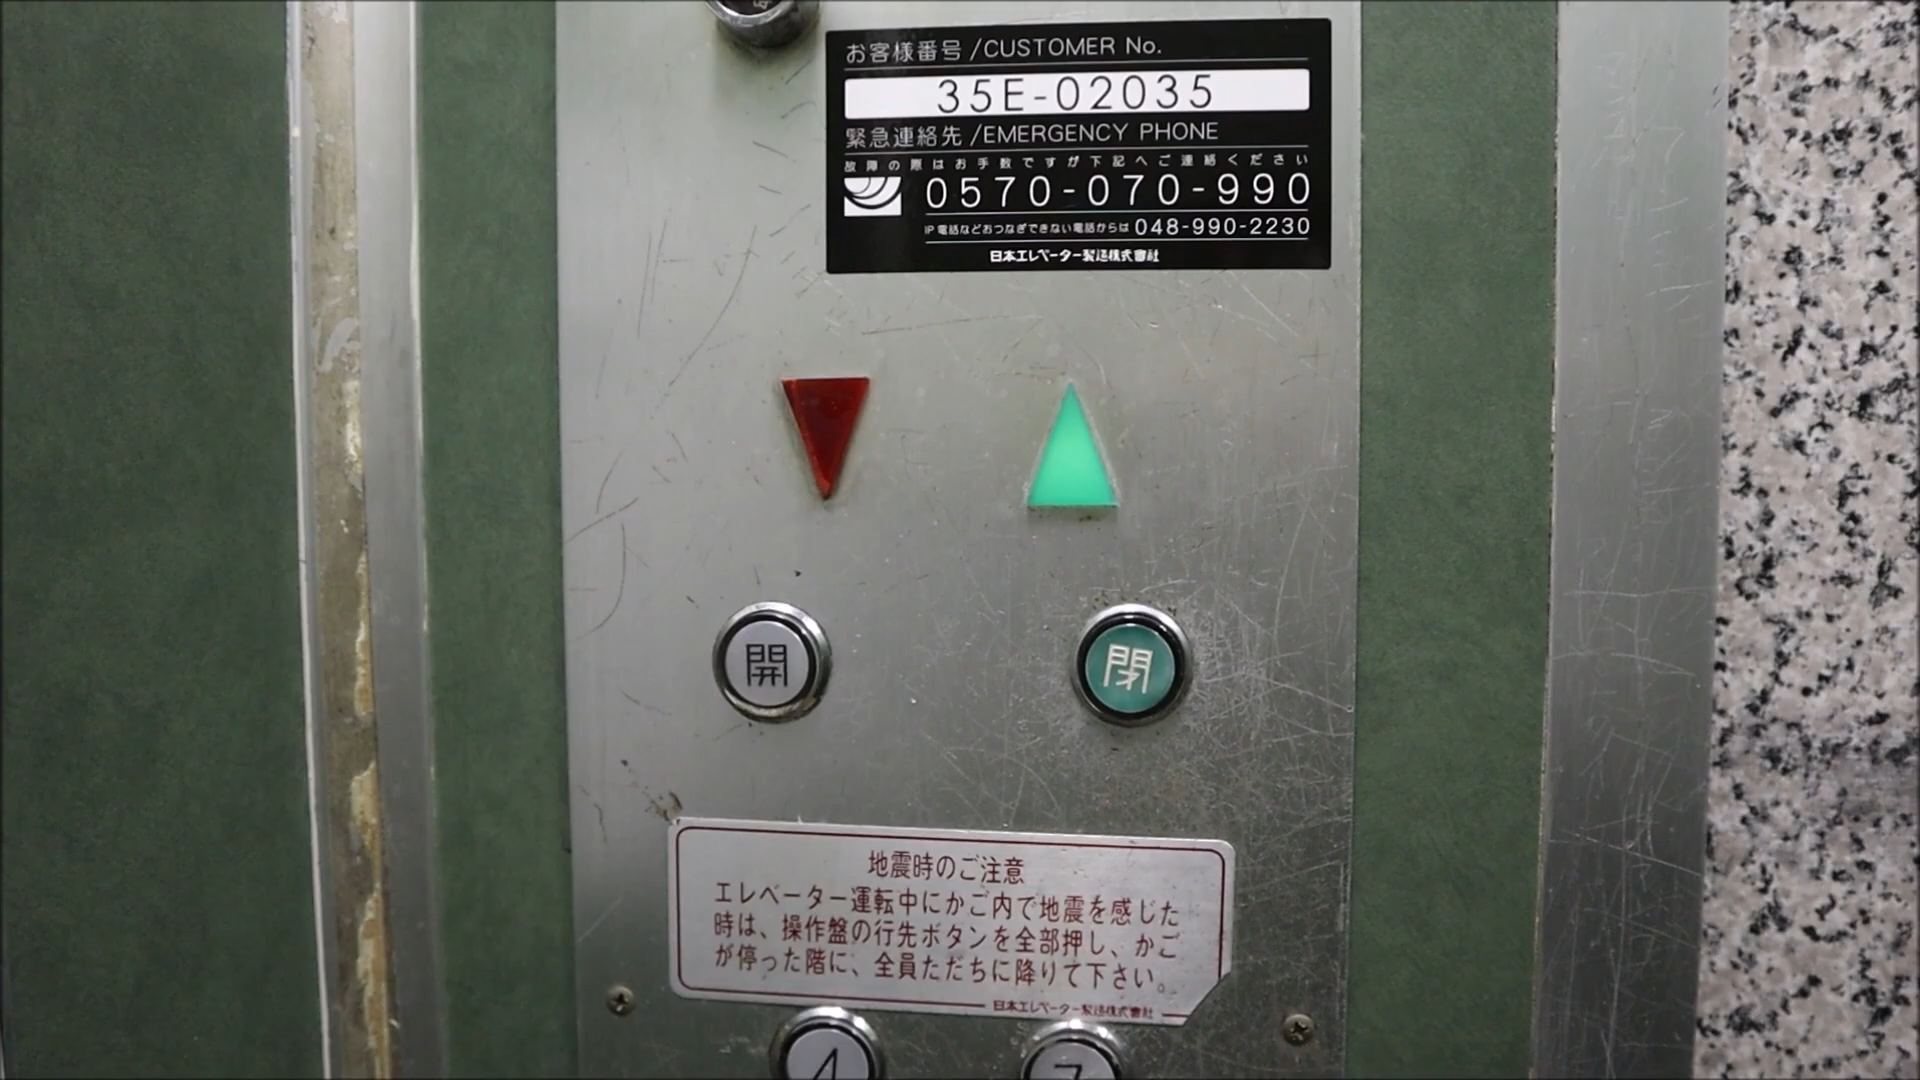 お客様番号 /CUSTOMER No.
35E-02035
緊急連絡先 /EMERGENCY PHONE
故障の際はお手数ですが下記へご連絡ください
0570-070-990
IP電話などおつなぎできない電話からは 048-990-2230
日本エレベーター製造株式會社
開
閉
地震時のご注意
エレベーター運転中にかご内で地震を感じた
時は、操作盤の行先ボタンを全部押し、かご
が停った階に、全員ただちに降りて下さい。
日本エレベーター製造株式會社
4